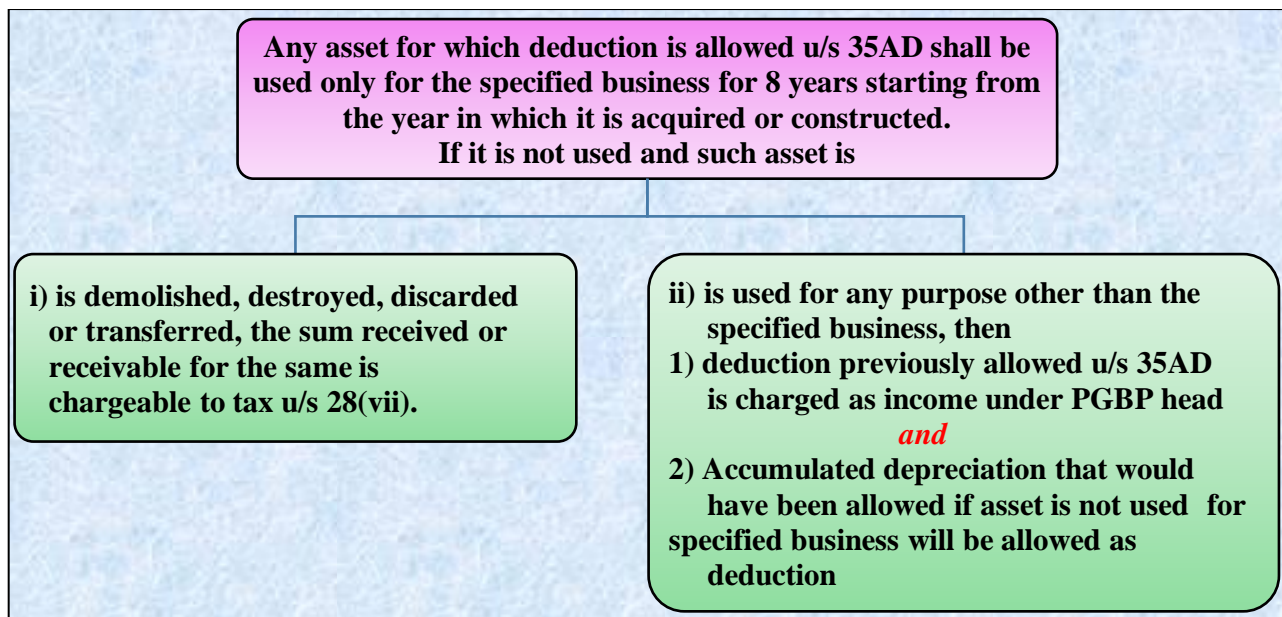 Any asset for which deduction is allowed u/s 35AD shall be
used only for the specified business for 8 years starting from
the year in which it is acquired or constructed.
If it is not used and such asset is
i) is demolished, destroyed, discarded
or transferred, the sum received or
receivable for the same is
chargeable to tax u/s 28(vii).
ii) is used for any purpose other than the
specified business, then
1) deduction previously allowed u/s 35AD
is charged as income under PGBP head
and
2) Accumulated depreciation that would
have been allowed if asset is not used for
specified business will be allowed as
deduction